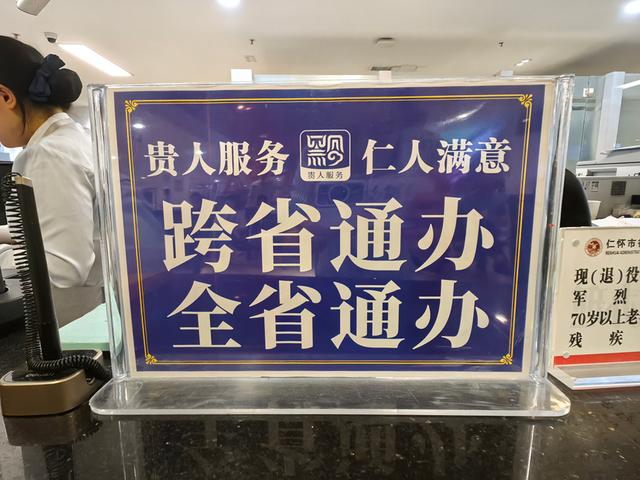 贵人服务 贵人服务 仁人满意
跨省通办
全省通办
仁怀市
现(退)役
军 烈
70岁以上老
残 疾